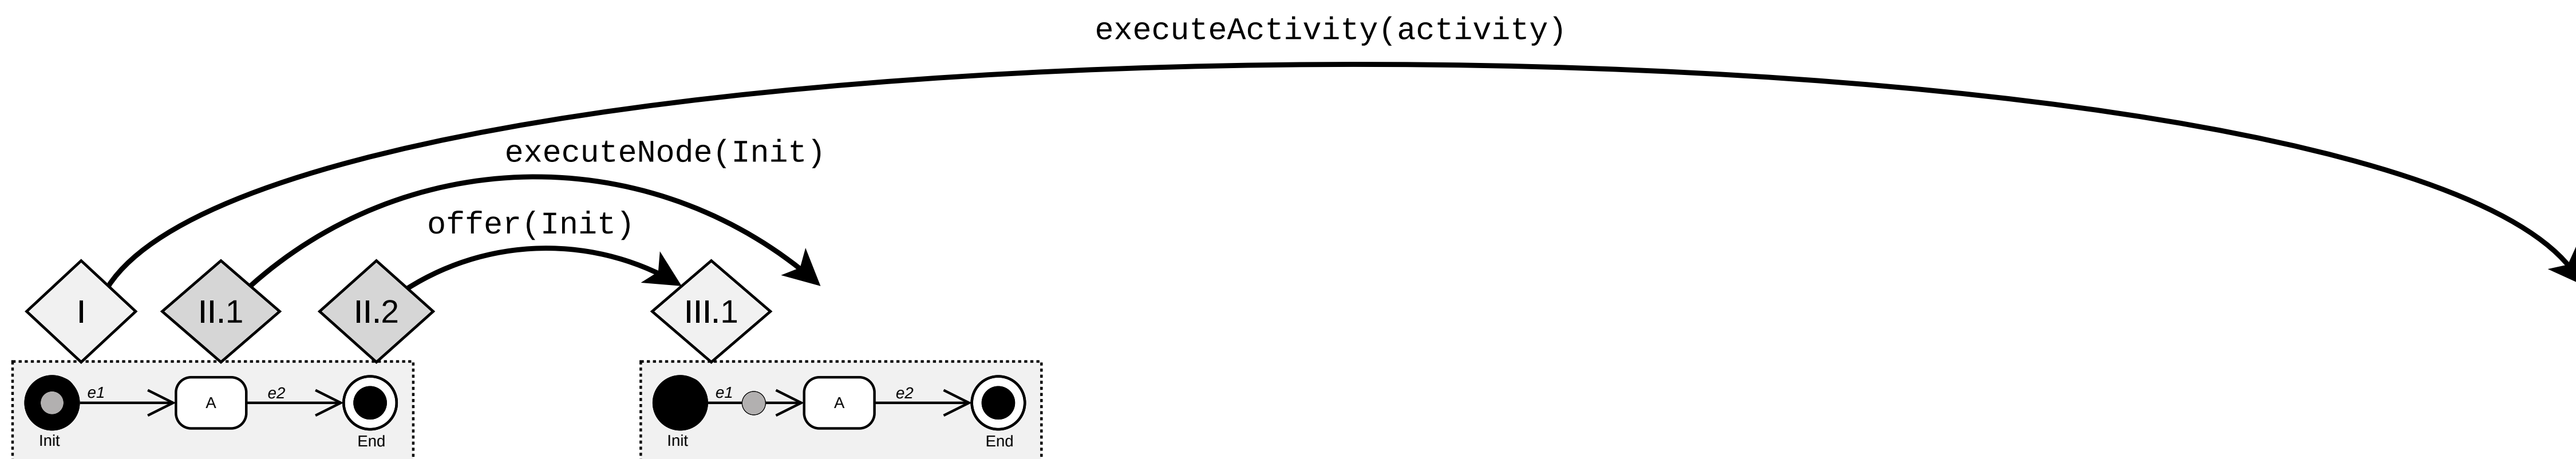 executeActivity(activity)
executeNode(Init)
offer(Init)
I
II.1
II.2
III.1
e1
A
e2
Init
End
e1
A
e2
Init
End